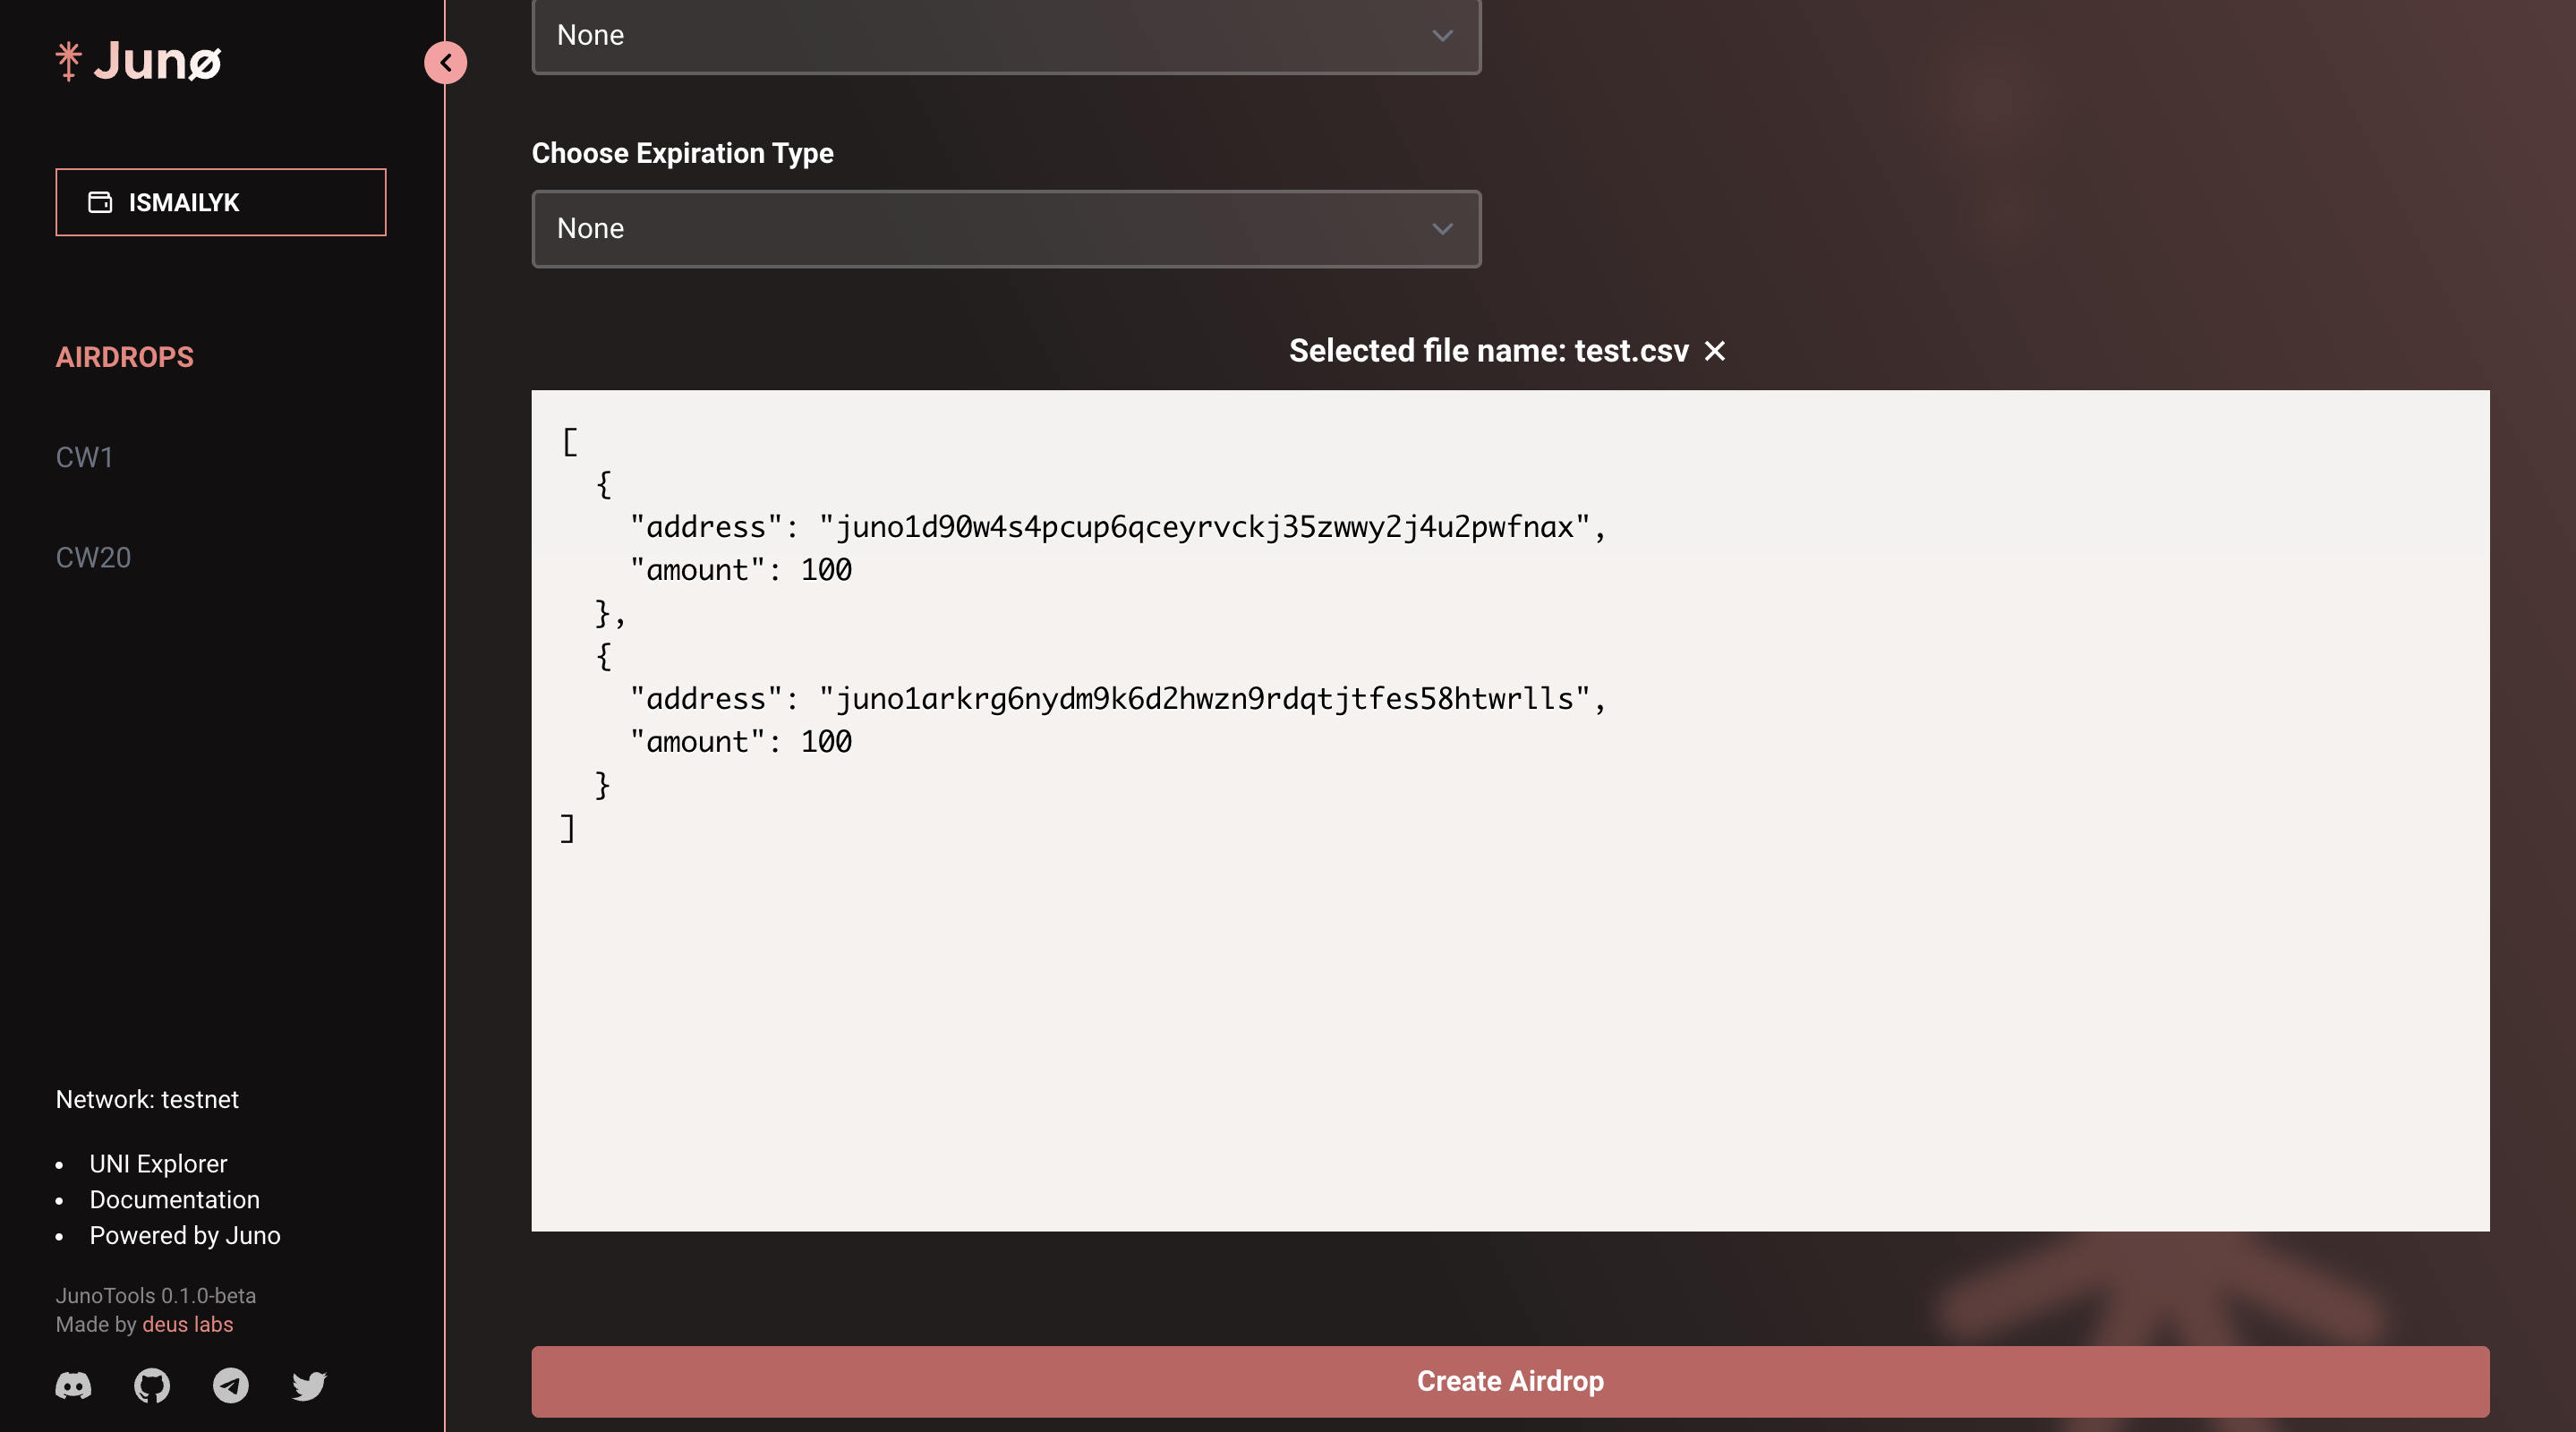 Junø
ISMAILYK
AIRDROPS
CW1
CW20
Network: testnet
• UNI Explorer
• Documentation
• Powered by Juno
JunoTools 0.1.0-beta
Made by deus labs
None
Choose Expiration Type
None
Selected file name: test.csv ✕
[
  {
    "address": "juno1d90w4s4pcup6qceyrvckj35zwwy2j4u2pwfnax",
    "amount": 100
  },
  {
    "address": "juno1arkrg6nydm9k6d2hwzn9rdqtjtfes58htwrlls",
    "amount": 100
  }
]
Create Airdrop